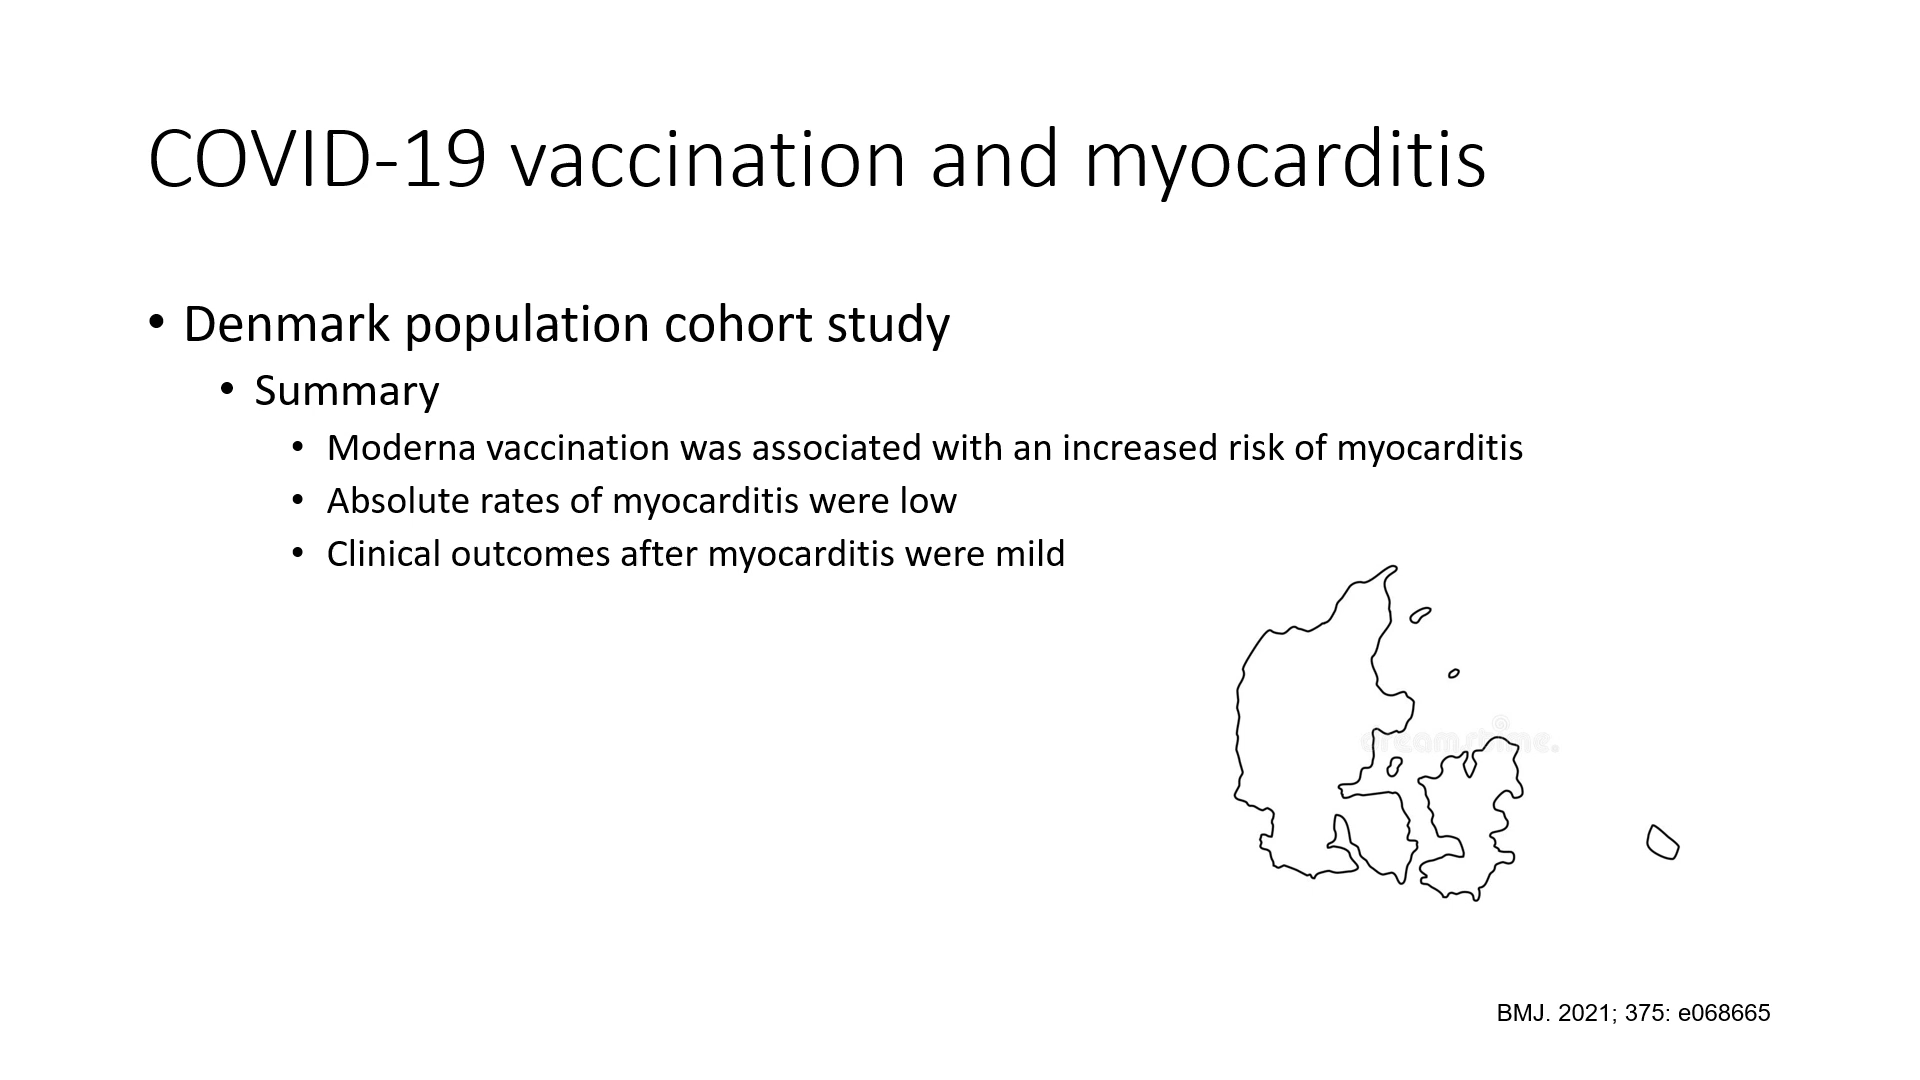 COVID-19 vaccination and myocarditis
• Denmark population cohort study
• Summary
• Moderna vaccination was associated with an increased risk of myocarditis
• Absolute rates of myocarditis were low
• Clinical outcomes after myocarditis were mild
dreamstime.
BMJ. 2021; 375: e068665